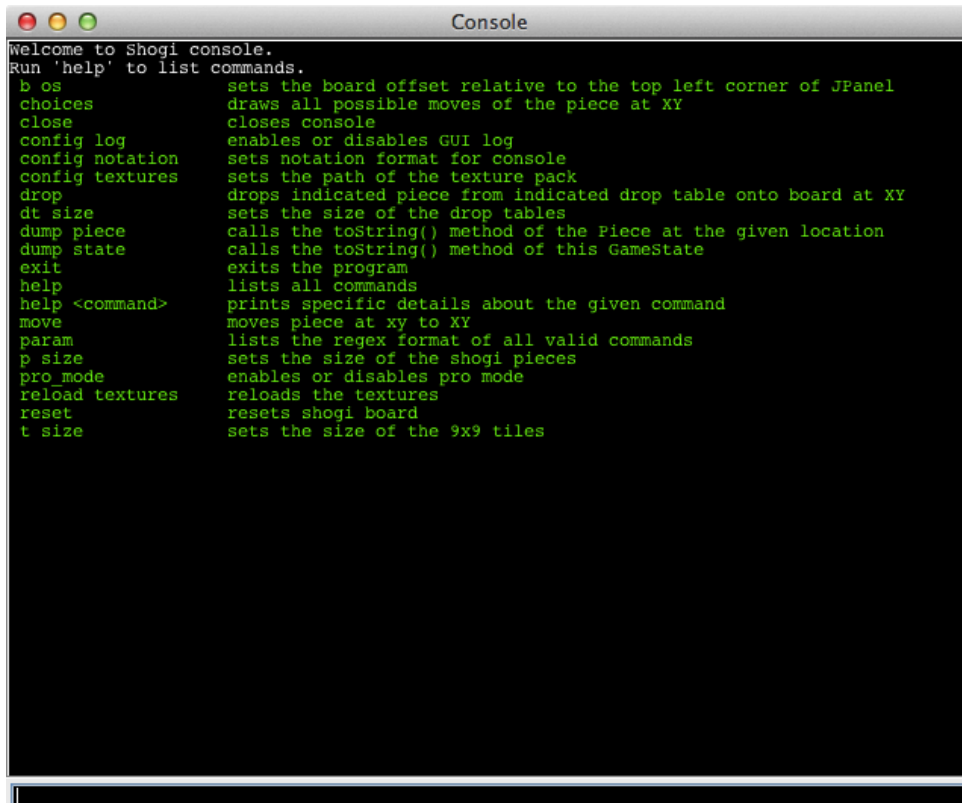 Console
Welcome to Shogi console.
Run 'help' to list commands.
b os sets the board offset relative to the top left corner of JPanel
choices draws all possible moves of the piece at XY
close closes console
config log enables or disables GUI log
config notation sets notation format for console
config textures sets the path of the texture pack
drop drops indicated piece from indicated drop table onto board at XY
dt size sets the size of the drop tables
dump piece calls the toString() method of the Piece at the given location
dump state calls the toString() method of this GameState
exit exits the program
help lists all commands
help <command> prints specific details about the given command
move moves piece at xy to XY
param lists the regex format of all valid commands
p size sets the size of the shogi pieces
pro_mode enables or disables pro mode
reload textures reloads the textures
reset resets shogi board
t size sets the size of the 9x9 tiles